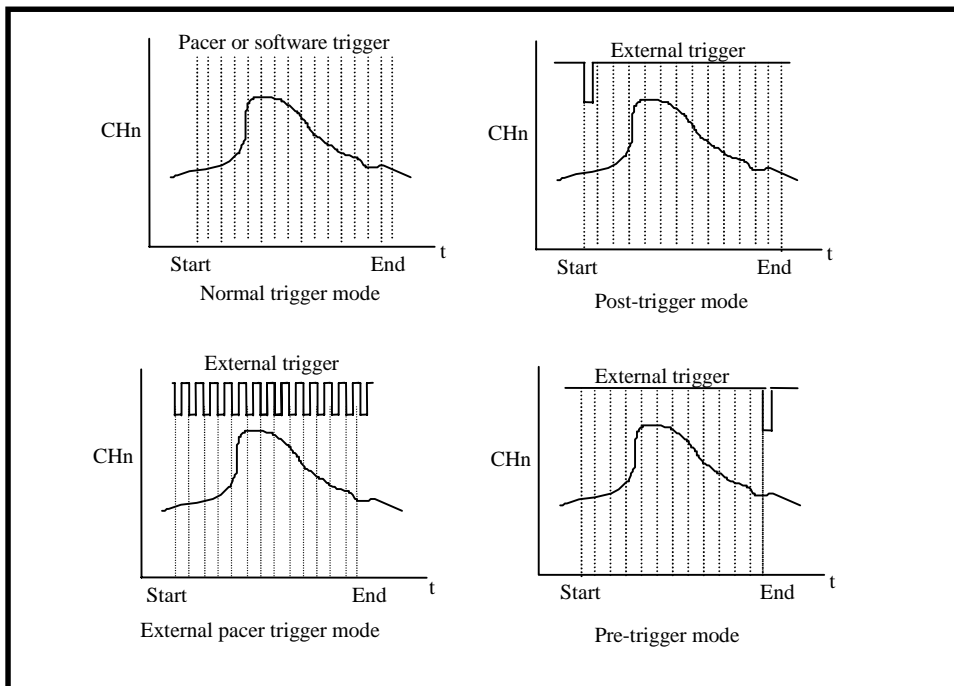 Pacer or software trigger
CHn
t
Start End
Normal trigger mode
External trigger
CHn
t
Start End
Post-trigger mode
External trigger
CHn
t
Start End
External pacer trigger mode
External trigger
CHn
t
Start End
Pre-trigger mode